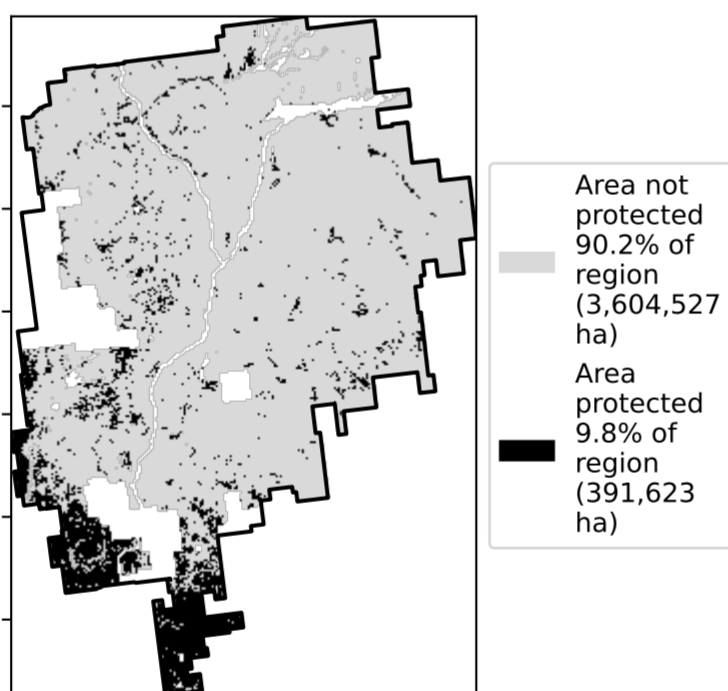 Area not
protected
90.2% of
region
(3,604,527
ha)
Area
protected
9.8% of
region
(391,623
ha)